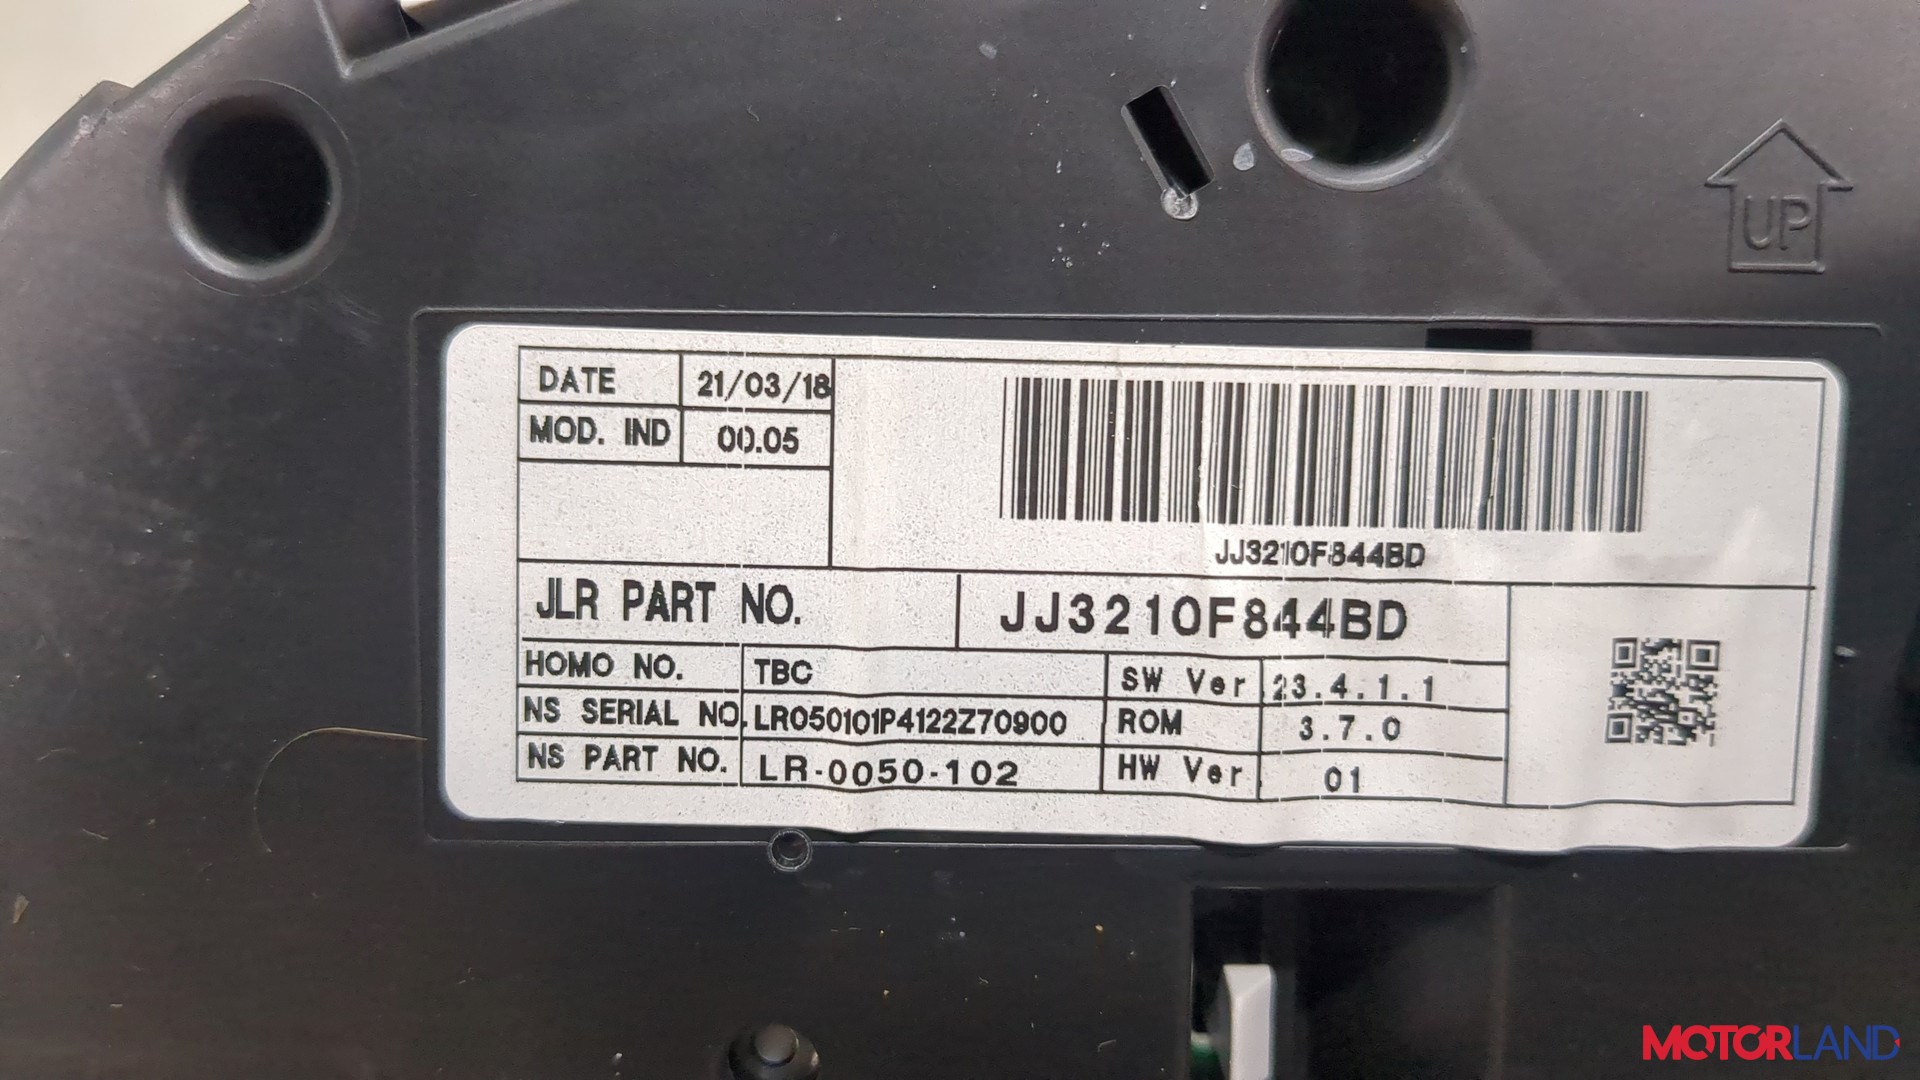 UP
DATE 21/03/18
MOD. IND 00.05
JJ3210F844BD
JLR PART NO. JJ3210F844BD
HOMO NO. TBC SW Ver 23.4.1.1
NS SERIAL NO. LR050101P4122Z70900 ROM 3.7.0
NS PART NO. LR-0050-102 HW Ver 01
MOTORLAND